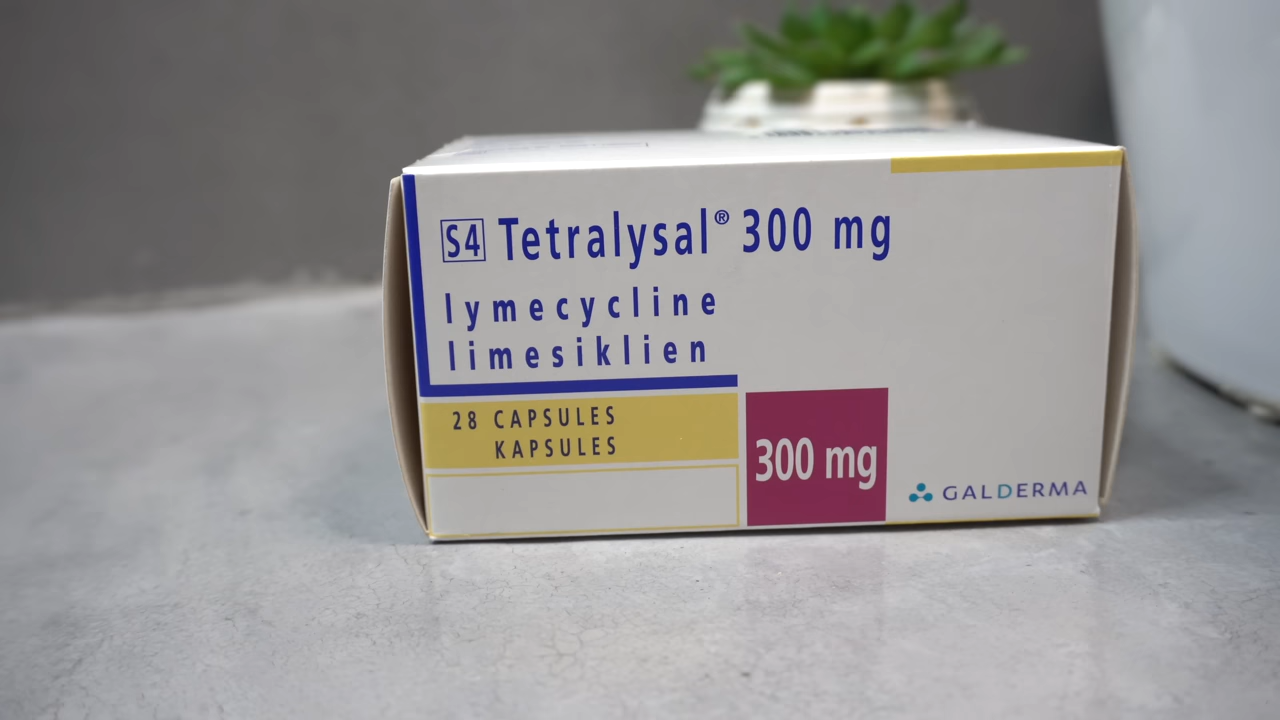 S4 Tetralysal® 300 mg
lymecycline
limesiklien
28 CAPSULES
KAPSULES
300 mg
GALDERMA